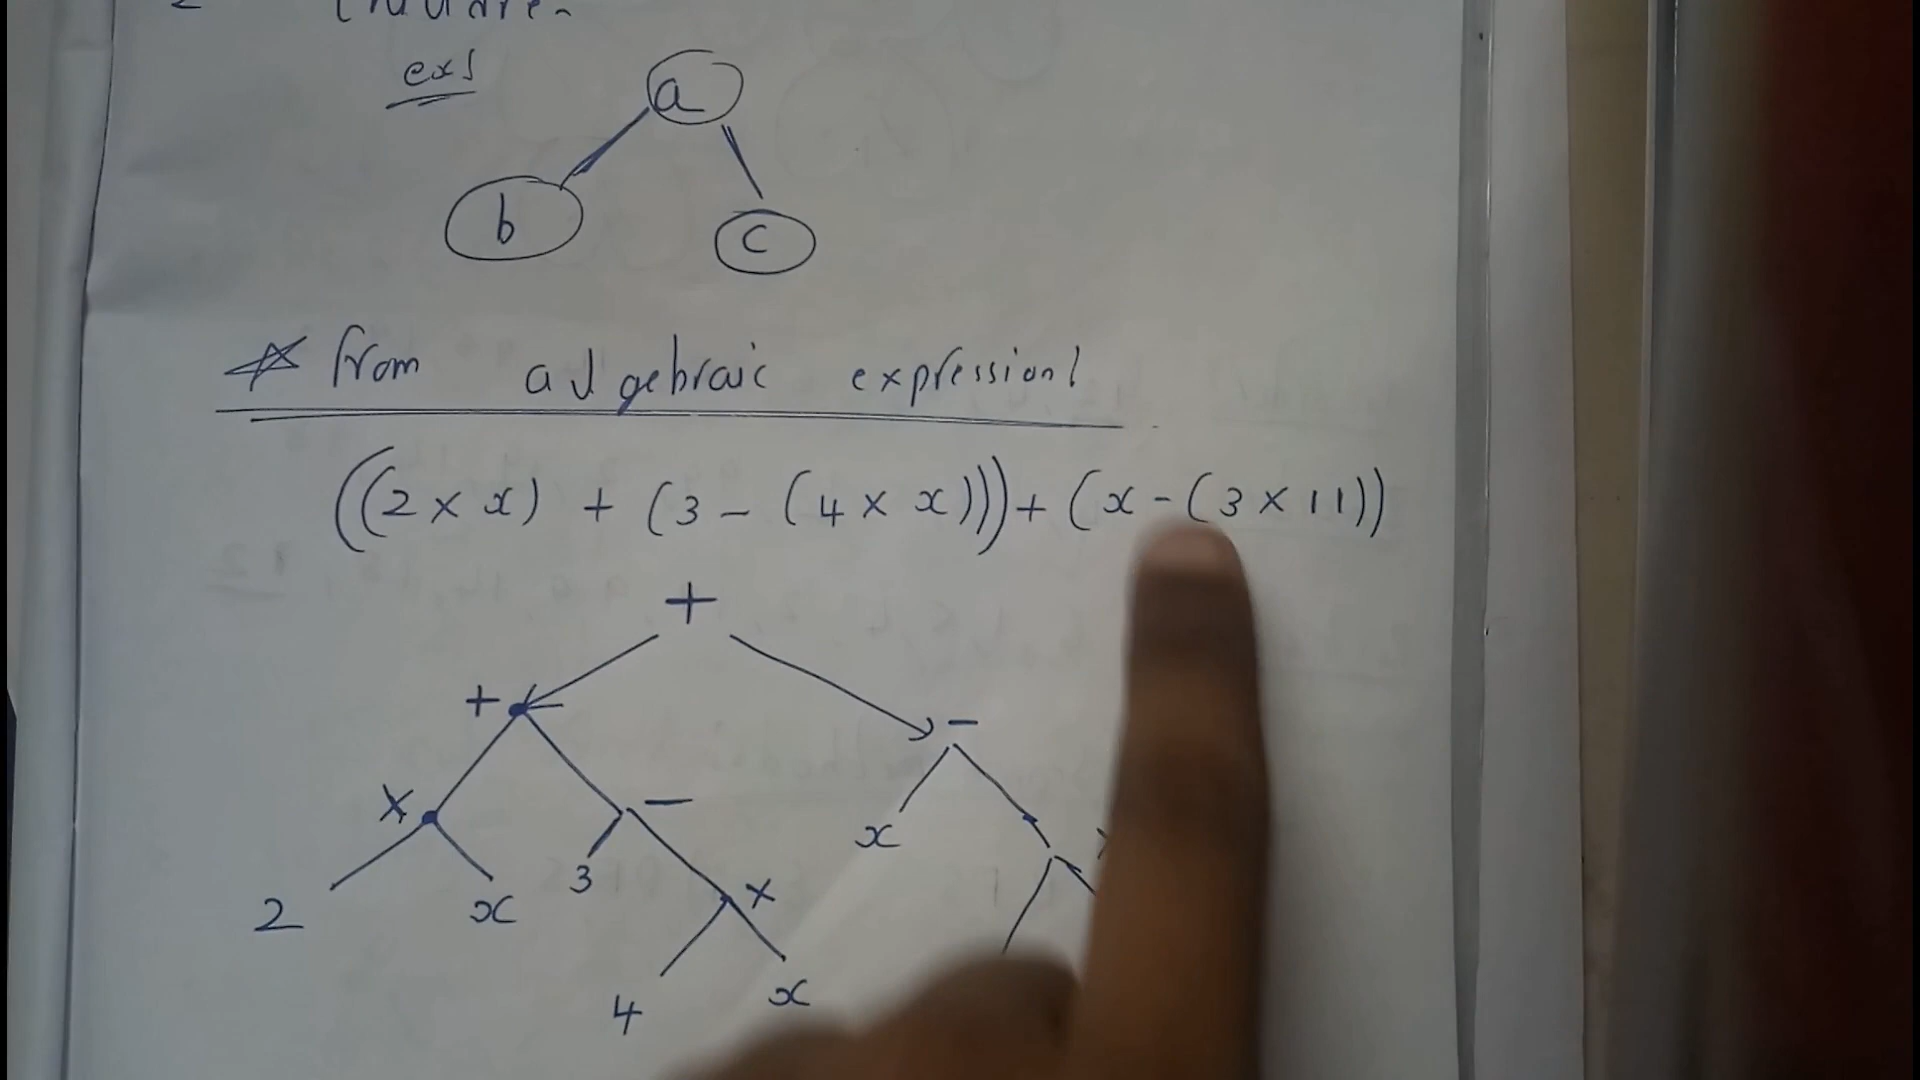 ex!
a
b
c
☆ from algebraic expression!
((2 × x) + (3 - (4 × x))) + (x - (3 × 11))
+
+ -
× - x
2 x 3 ×
4 x